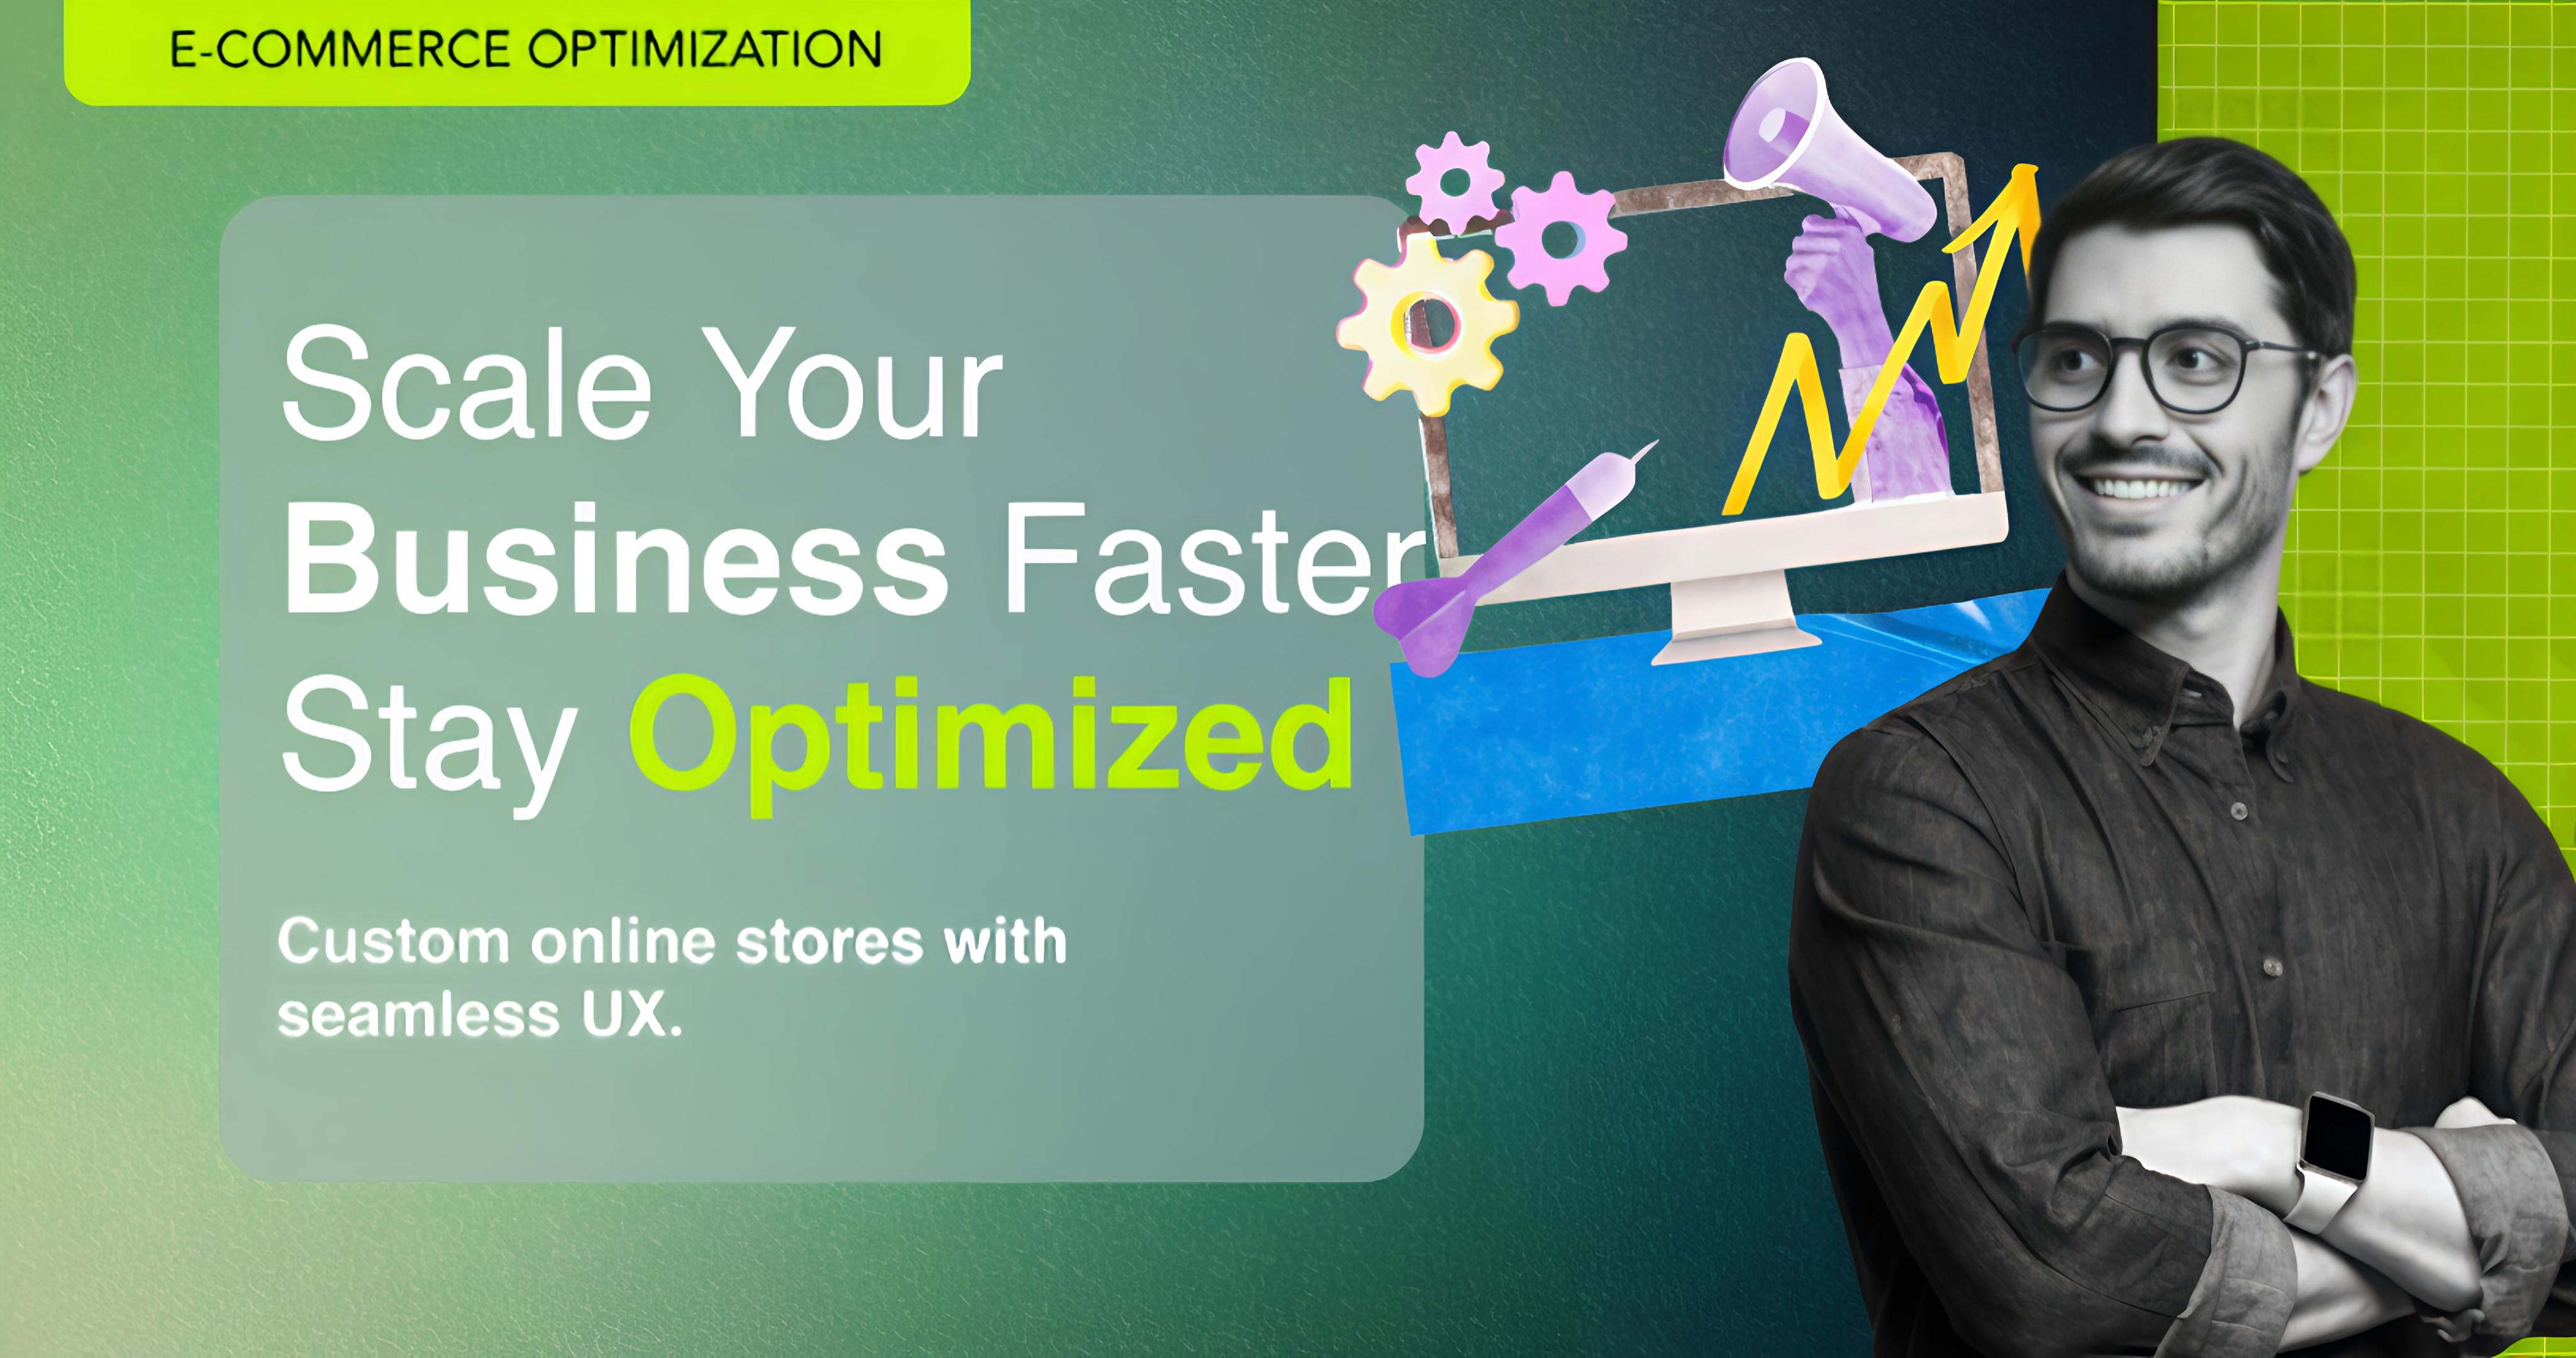 E-COMMERCE OPTIMIZATION
Scale Your
Business Faster
Stay Optimized
Custom online stores with
seamless UX.